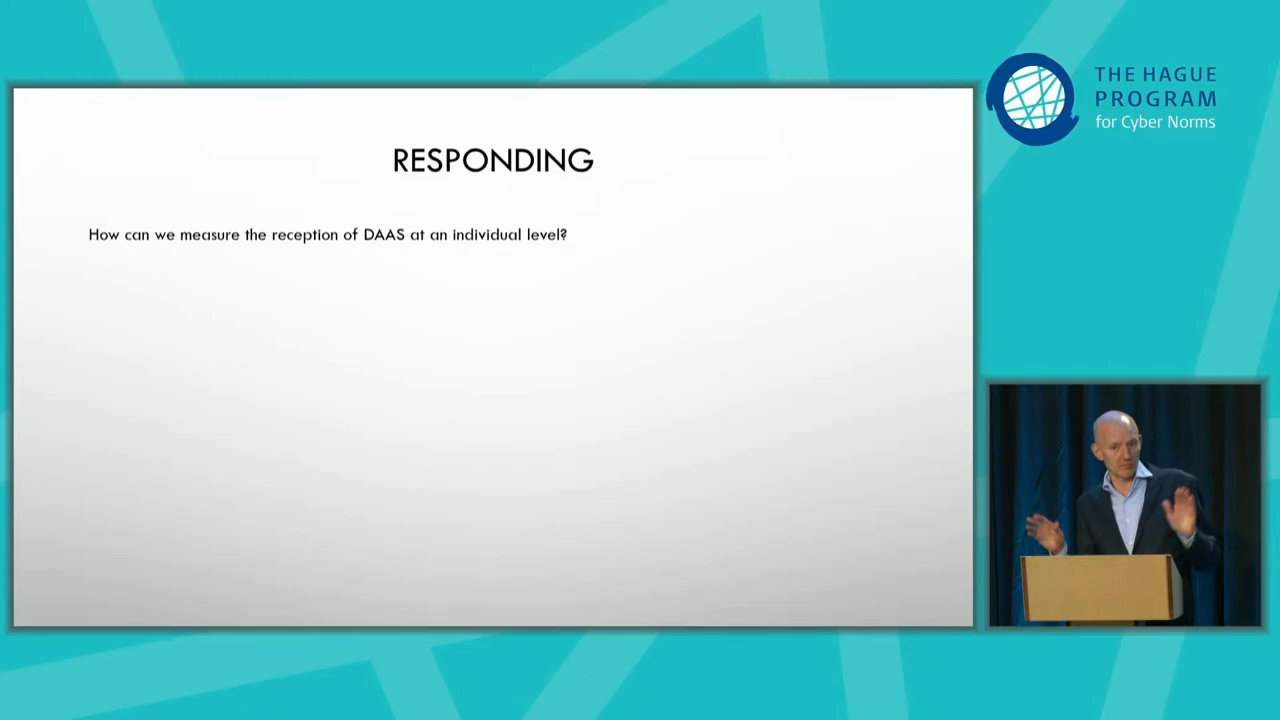 THE HAGUE
PROGRAM
for Cyber Norms
RESPONDING
How can we measure the reception of DAAS at an individual level?